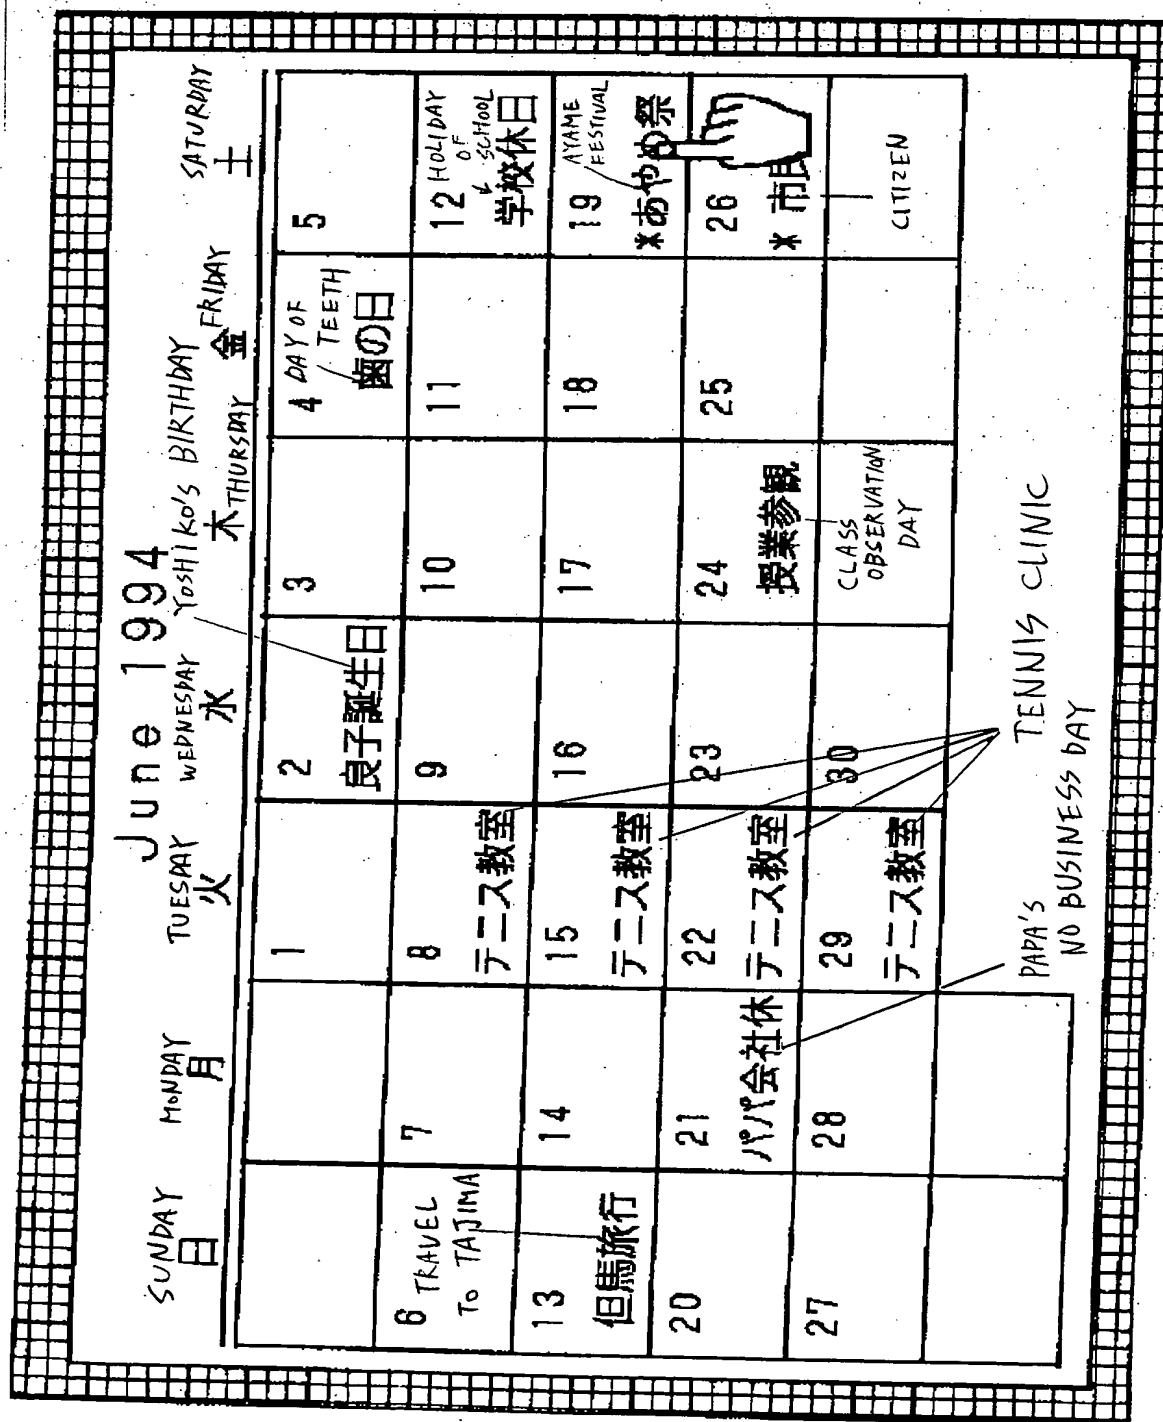 June 1994
Yoshiko's BIRTHDAY
SUNDAY MONDAY TUESDAY WEDNESDAY THURSDAY FRIDAY SATURDAY
日 月 火 水 木 金 土
1 2 3 4 5
DAY OF
TEETH
良子誕生日 歯の日
6 7 8 9 10 11 12
TRAVEL
TO TAJIMA
HOLIDAY
OF
SCHOOL
テニス教室 学校休日
13 14 15 16 17 18 19
AYAME
FESTIVAL
但馬旅行 テニス教室 *あやめ祭
20 21 22 23 24 25 26
パパ会社休 テニス教室 授業参観 * 市民
27 28 29 30
CLASS
OBSERVATION
DAY
CITIZEN
テニス教室
PAPA'S
NO BUSINESS DAY
TENNIS CLINIC